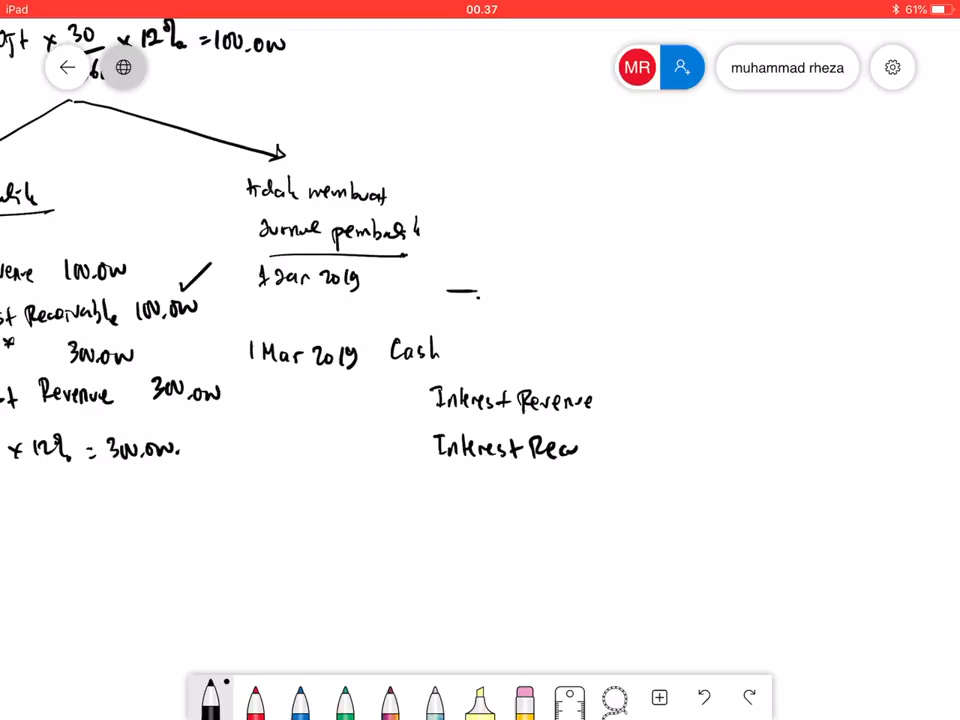 iPad 00.37 61%
× 30 × 12% = 100.000
6
MR muhammad rheza
tidak membuat
Jurnal pembalik
1 Jan 2019
100.000
Receivable 100.000
*
300.000
1 Mar 2019 Cash
Revenue 300.000
Interest Revenue
× 12% = 300.000.
Interest Rec